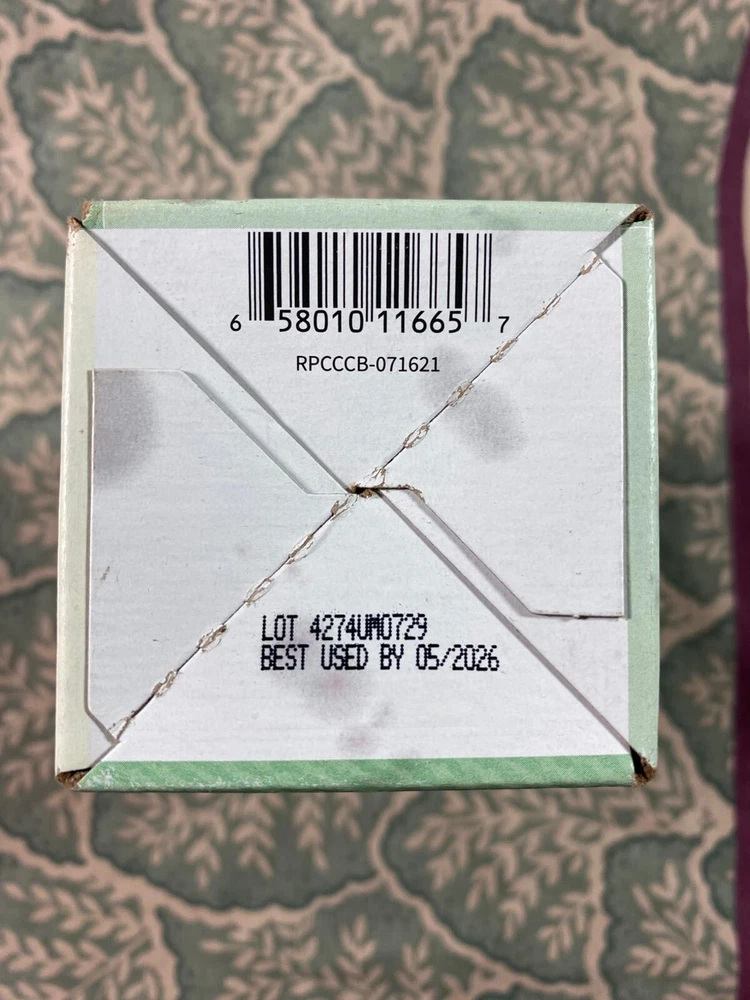 6 58010 11665 7
RPCCCB-071621
LOT 4274UM0729
BEST USED BY 05/2026